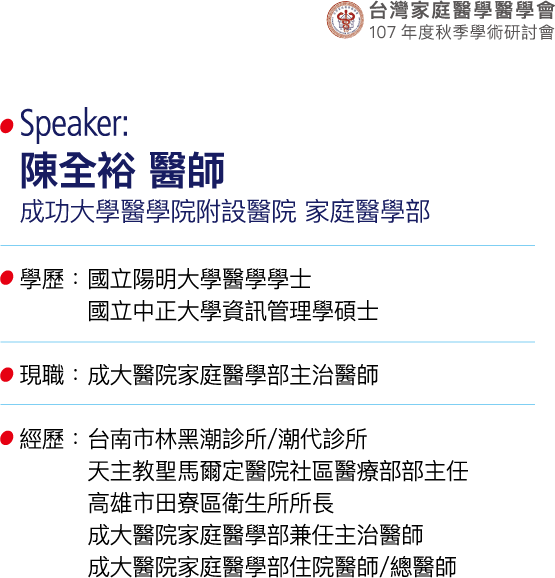 台灣家庭醫學醫學會
107 年度秋季學術研討會
Speaker:
陳全裕 醫師
成功大學醫學院附設醫院 家庭醫學部
學歷：國立陽明大學醫學學士
國立中正大學資訊管理學碩士
現職：成大醫院家庭醫學部主治醫師
經歷：台南市林黑潮診所/潮代診所
天主教聖馬爾定醫院社區醫療部部主任
高雄市田寮區衛生所所長
成大醫院家庭醫學部兼任主治醫師
成大醫院家庭醫學部住院醫師/總醫師